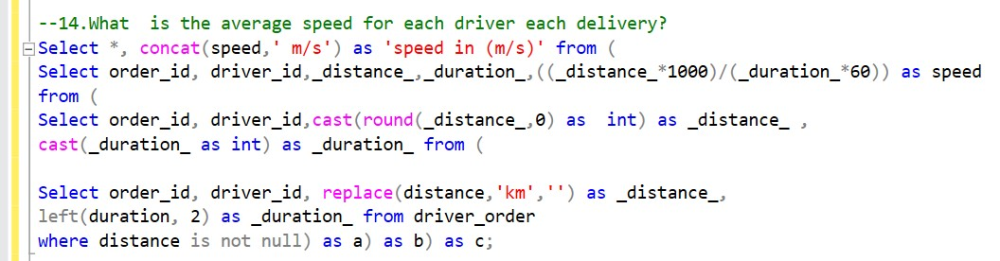 --14.What  is the average speed for each driver each delivery?
Select *, concat(speed,' m/s') as 'speed in (m/s)' from (
Select order_id, driver_id,_distance_,_duration_,((_distance_*1000)/(_duration_*60)) as speed
from (
Select order_id, driver_id,cast(round(_distance_,0) as  int) as _distance_ ,
cast(_duration_ as int) as _duration_ from (
Select order_id, driver_id, replace(distance,'km','') as _distance_,
left(duration, 2) as _duration_ from driver_order
where distance is not null) as a) as b) as c;